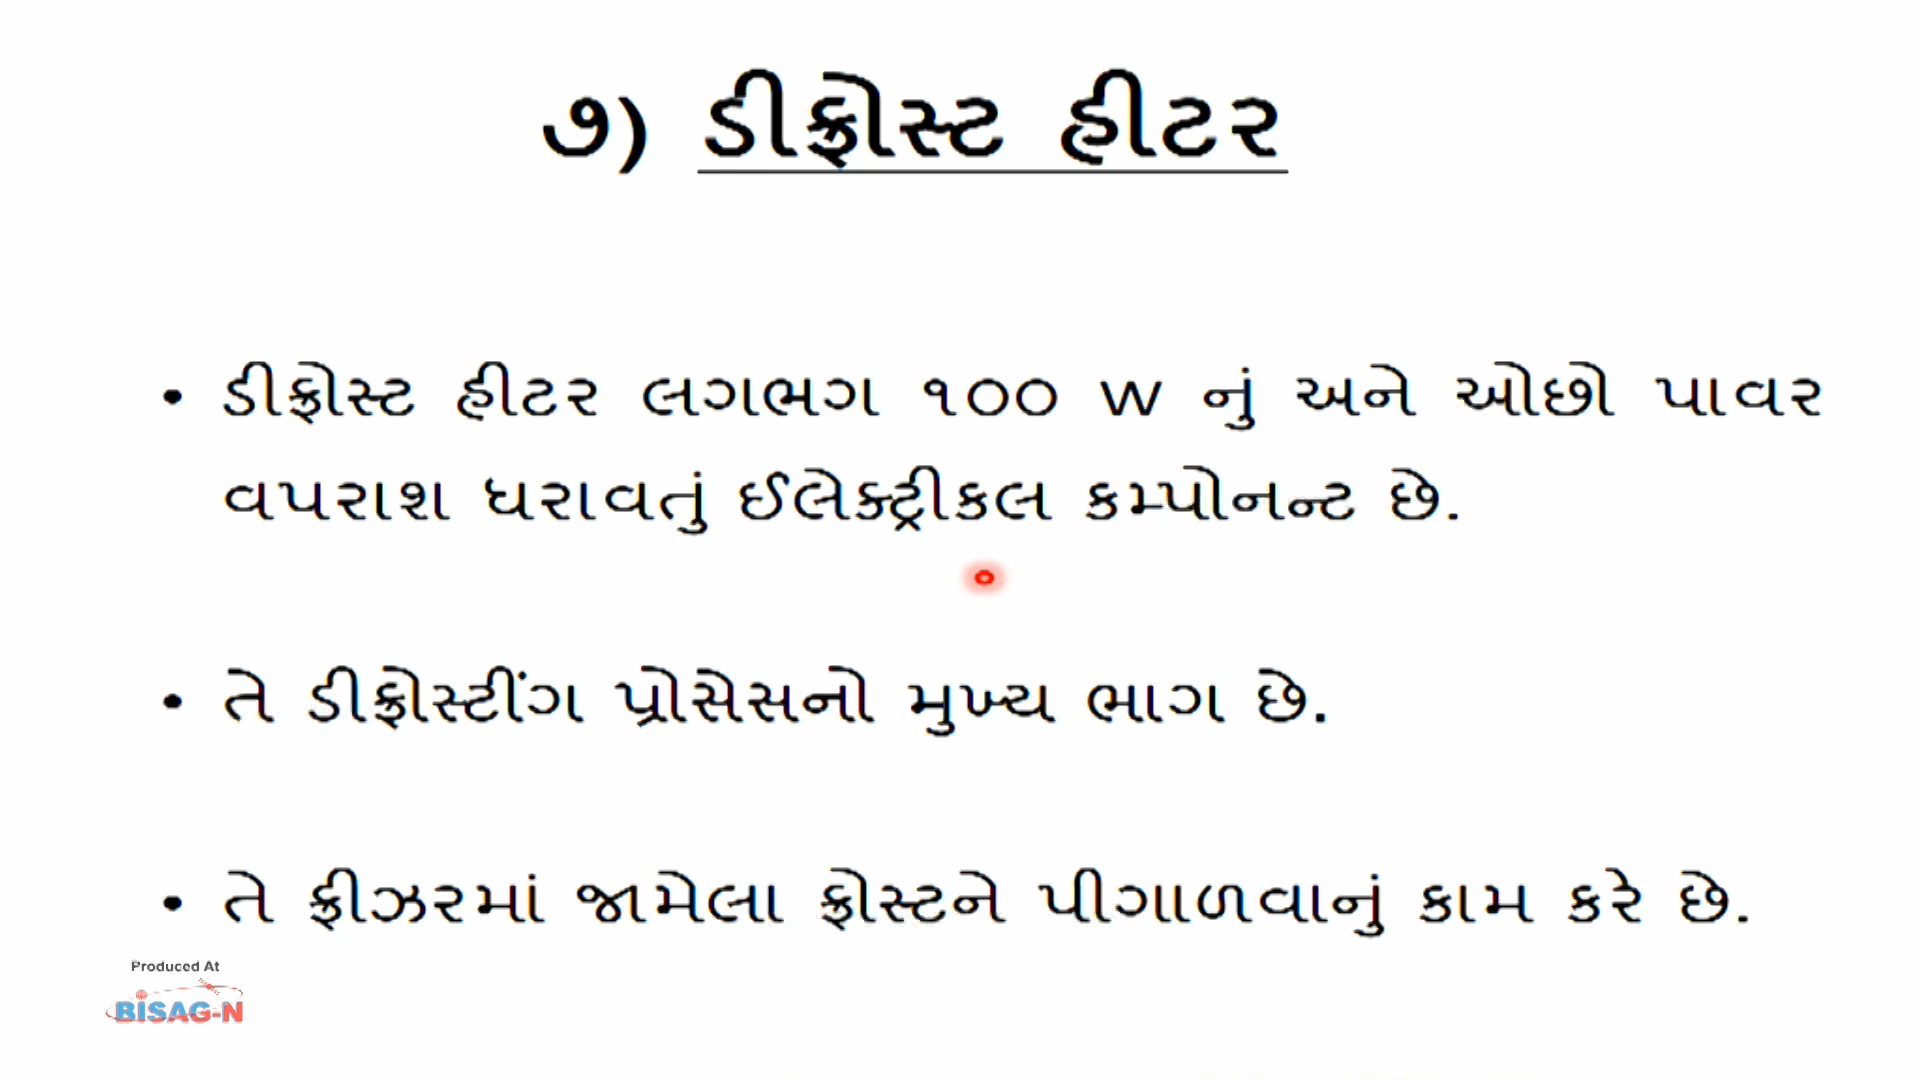 ૭) ડીફ્રોસ્ટ હીટર
• ડીફ્રોસ્ટ હીટર લગભગ ૧૦૦ W નું અને ઓછો પાવર
વપરાશ ધરાવતું ઈલેક્ટ્રીકલ કમ્પોનન્ટ છે.
• તે ડીફ્રોસ્ટીંગ પ્રોસેસનો મુખ્ય ભાગ છે.
• તે ફ્રીઝરમાં જામેલા ફ્રોસ્ટને પીગાળવાનું કામ કરે છે.
Produced At
BISAG-N